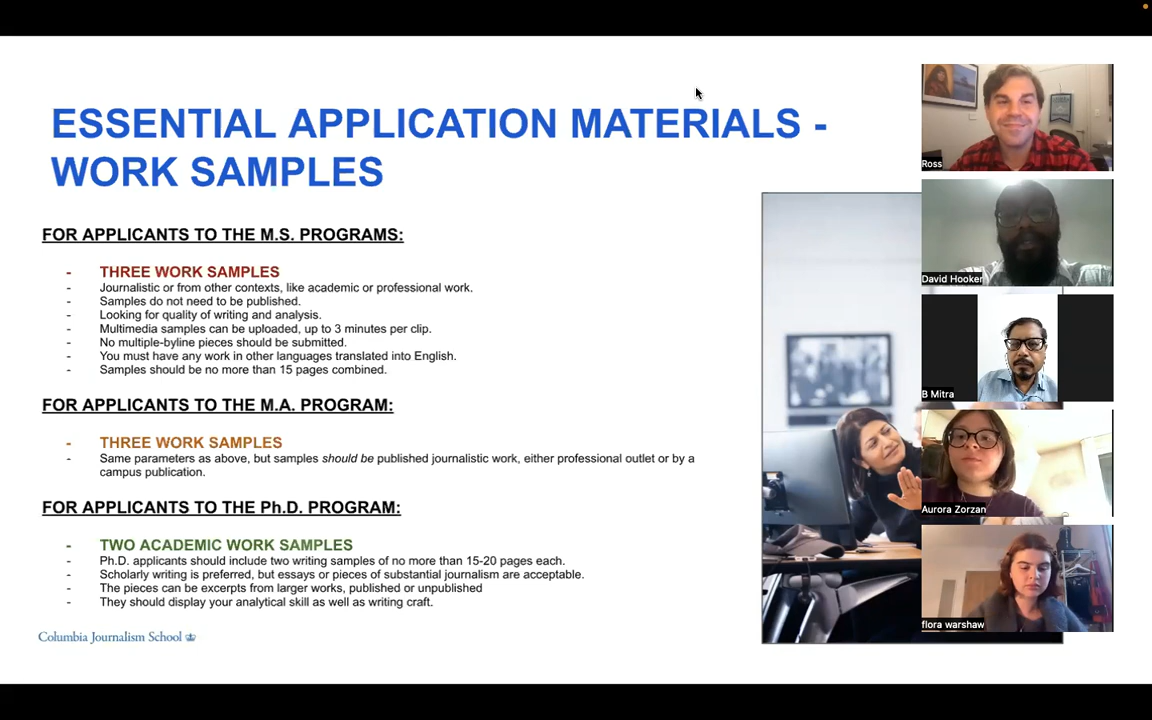 ESSENTIAL APPLICATION MATERIALS -
WORK SAMPLES
FOR APPLICANTS TO THE M.S. PROGRAMS:
- THREE WORK SAMPLES
- Journalistic or from other contexts, like academic or professional work.
- Samples do not need to be published.
- Looking for quality of writing and analysis.
- Multimedia samples can be uploaded, up to 3 minutes per clip.
- No multiple-byline pieces should be submitted.
- You must have any work in other languages translated into English.
- Samples should be no more than 15 pages combined.
FOR APPLICANTS TO THE M.A. PROGRAM:
- THREE WORK SAMPLES
- Same parameters as above, but samples should be published journalistic work, either professional outlet or by a
campus publication.
FOR APPLICANTS TO THE Ph.D. PROGRAM:
- TWO ACADEMIC WORK SAMPLES
- Ph.D. applicants should include two writing samples of no more than 15-20 pages each.
- Scholarly writing is preferred, but essays or pieces of substantial journalism are acceptable.
- The pieces can be excerpts from larger works, published or unpublished
- They should display your analytical skill as well as writing craft.
Columbia Journalism School
Ross
David Hooker
B Mitra
Aurora Zorzan
flora warshaw